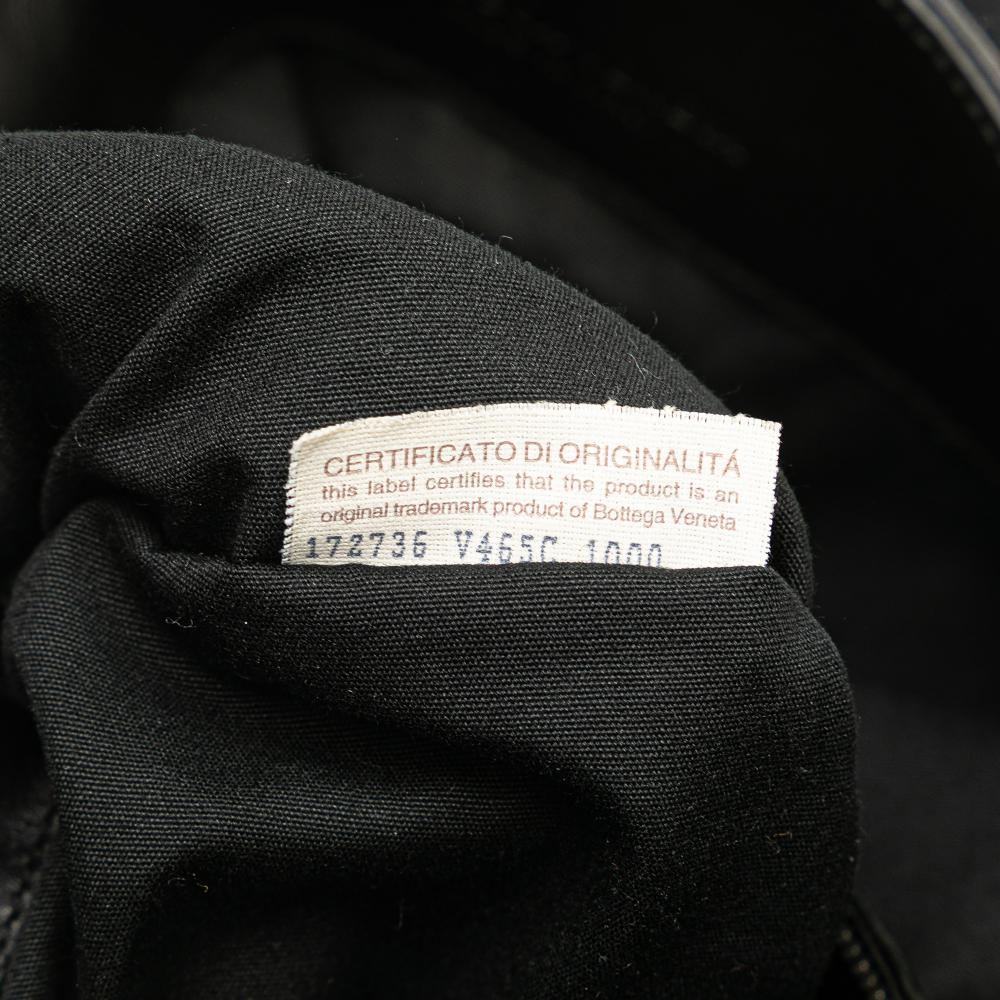 CERTIFICATO DI ORIGINALITÁ
this label certifies that the product is an
original trademark product of Bottega Veneta
172736 V465C 1000